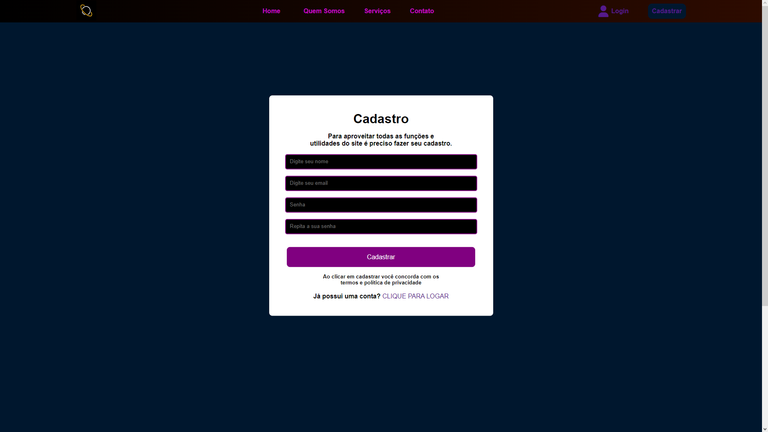 Home Quem Somos Serviços Contato Login Cadastrar
Cadastro
Para aproveitar todas as funções e
utilidades do site é preciso fazer seu cadastro.
Digite seu nome
Digite seu email
Senha
Repita a sua senha
Cadastrar
Ao clicar em cadastrar você concorda com os
termos e politica de privacidade
Já possui uma conta? CLIQUE PARA LOGAR